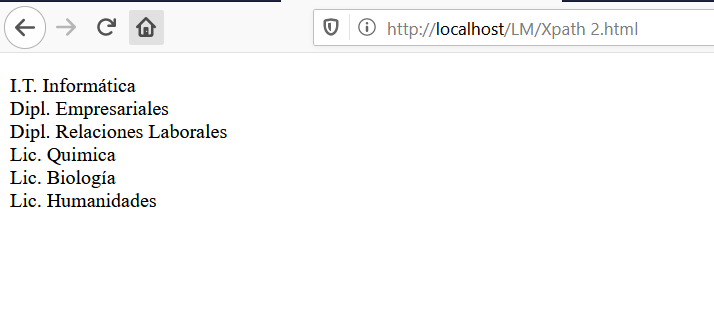 http://localhost/LM/Xpath 2.html
I.T. Informática
Dipl. Empresariales
Dipl. Relaciones Laborales
Lic. Quimica
Lic. Biología
Lic. Humanidades